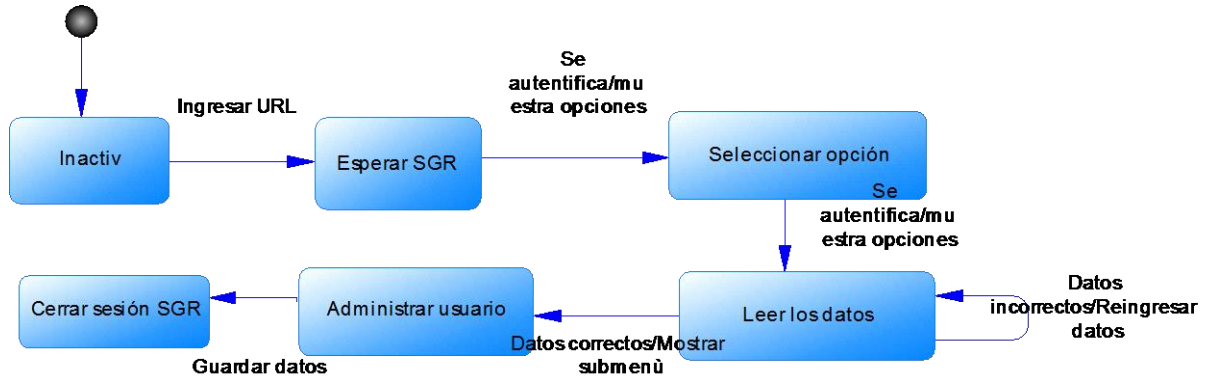 Se
autentifica/mu
estra opciones
Ingresar URL
Inactiv
Esperar SGR
Seleccionar opción
Se
autentifica/mu
estra opciones
Cerrar sesión SGR
Administrar usuario
Leer los datos
Datos
incorrectos/Reingresar
datos
Datos correctos/Mostrar
submenù
Guardar datos